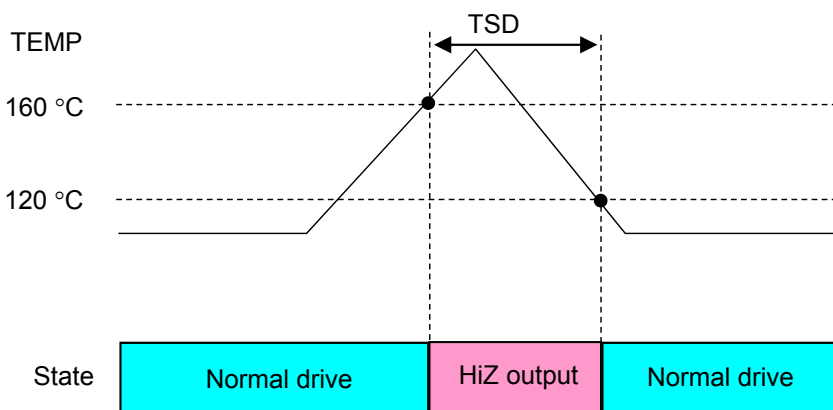 TSD
TEMP
160 °C
120 °C
State
Normal drive
HiZ output
Normal drive